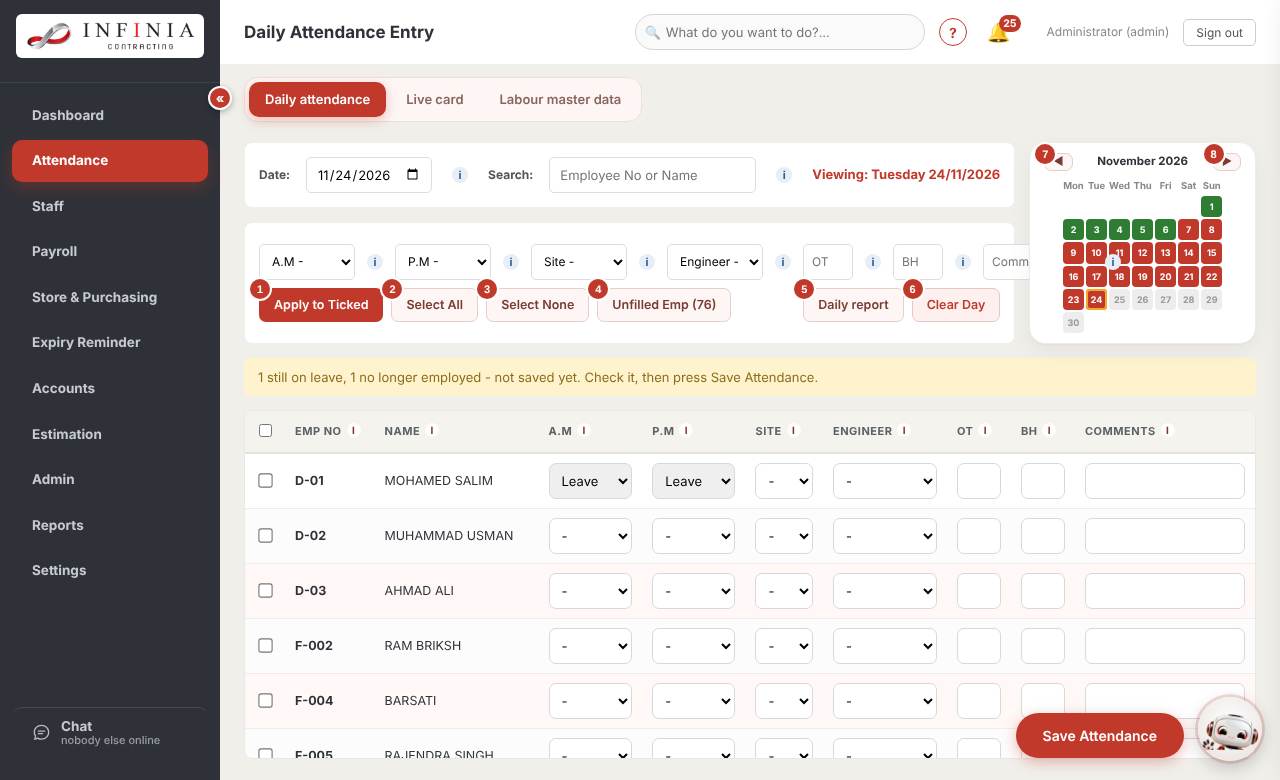 INFINIA
CONTRACTING
Daily Attendance Entry
What do you want to do?...
?
25
Administrator (admin)
Sign out
«
Dashboard
Attendance
Staff
Payroll
Store & Purchasing
Expiry Reminder
Accounts
Estimation
Admin
Reports
Settings
Chat
nobody else online
Daily attendance
Live card
Labour master data
Date:
11/24/2026
i
Search:
Employee No or Name
i
Viewing: Tuesday 24/11/2026
A.M -
i
P.M -
i
Site -
i
Engineer -
i
OT
i
BH
i
Comm
1
Apply to Ticked
2
Select All
3
Select None
4
Unfilled Emp (76)
5
Daily report
6
Clear Day
7
◀
November 2026
8
▶
Mon Tue Wed Thu Fri Sat Sun
1
2 3 4 5 6 7 8
9 10 11 12 13 14 15
i
16 17 18 19 20 21 22
23 24 25 26 27 28 29
30
1 still on leave, 1 no longer employed - not saved yet. Check it, then press Save Attendance.
EMP NO I NAME I A.M I P.M I SITE I ENGINEER I OT I BH I COMMENTS I
D-01 MOHAMED SALIM Leave Leave - -
D-02 MUHAMMAD USMAN - - - -
D-03 AHMAD ALI - - - -
F-002 RAM BRIKSH - - - -
F-004 BARSATI - - - -
F-005 RAJENDRA SINGH - - - -
Save Attendance